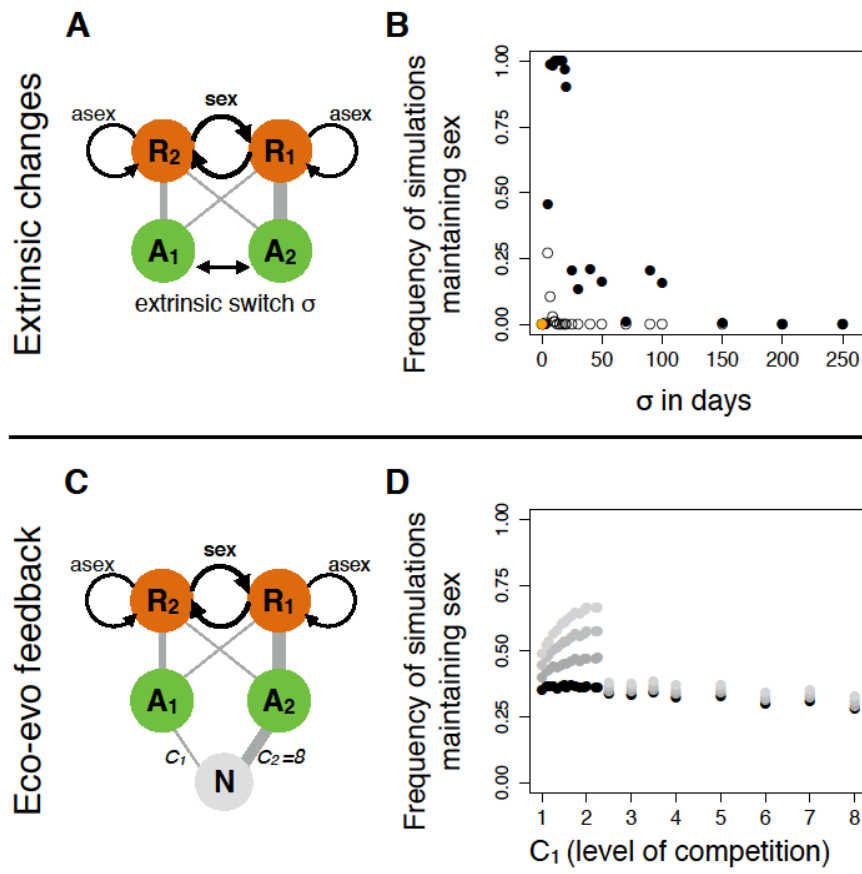 Extrinsic changes
A
asex
sex
asex
R2
R1
A1
A2
extrinsic switch σ
B
Frequency of simulations
maintaining sex
1.00
0.75
0.50
0.25
0.00
0 50 100 150 200 250
σ in days
Eco-evo feedback
C
asex
sex
asex
R2
R1
A1
A2
C1
C2=8
N
D
Frequency of simulations
maintaining sex
1.00
0.75
0.50
0.25
0.00
1 2 3 4 5 6 7 8
C1 (level of competition)